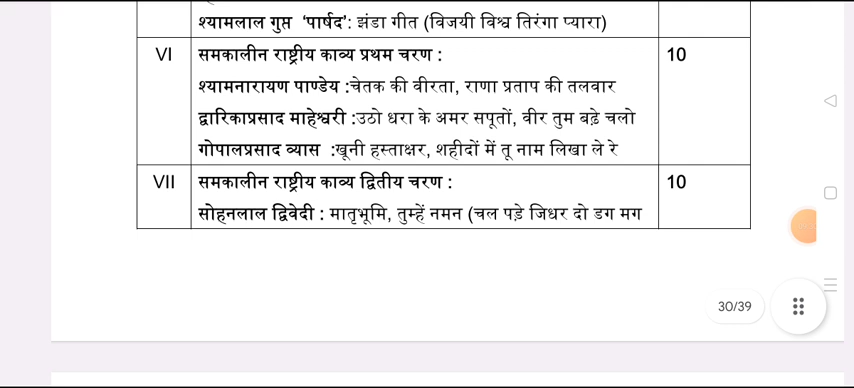 श्यामलाल गुप्त ‘पार्षद’: झंडा गीत (विजयी विश्व तिरंगा प्यारा)
VI समकालीन राष्ट्रीय काव्य प्रथम चरण : 10
श्यामनारायण पाण्डेय :चेतक की वीरता, राणा प्रताप की तलवार
द्वारिकाप्रसाद माहेश्वरी :उठो धरा के अमर सपूतों, वीर तुम बढ़े चलो
गोपालप्रसाद व्यास :खूनी हस्ताक्षर, शहीदों में तू नाम लिखा ले रे
VII समकालीन राष्ट्रीय काव्य द्वितीय चरण : 10
सोहनलाल द्विवेदी : मातृभूमि, तुम्हें नमन (चल पड़े जिधर दो डग मग
30/39